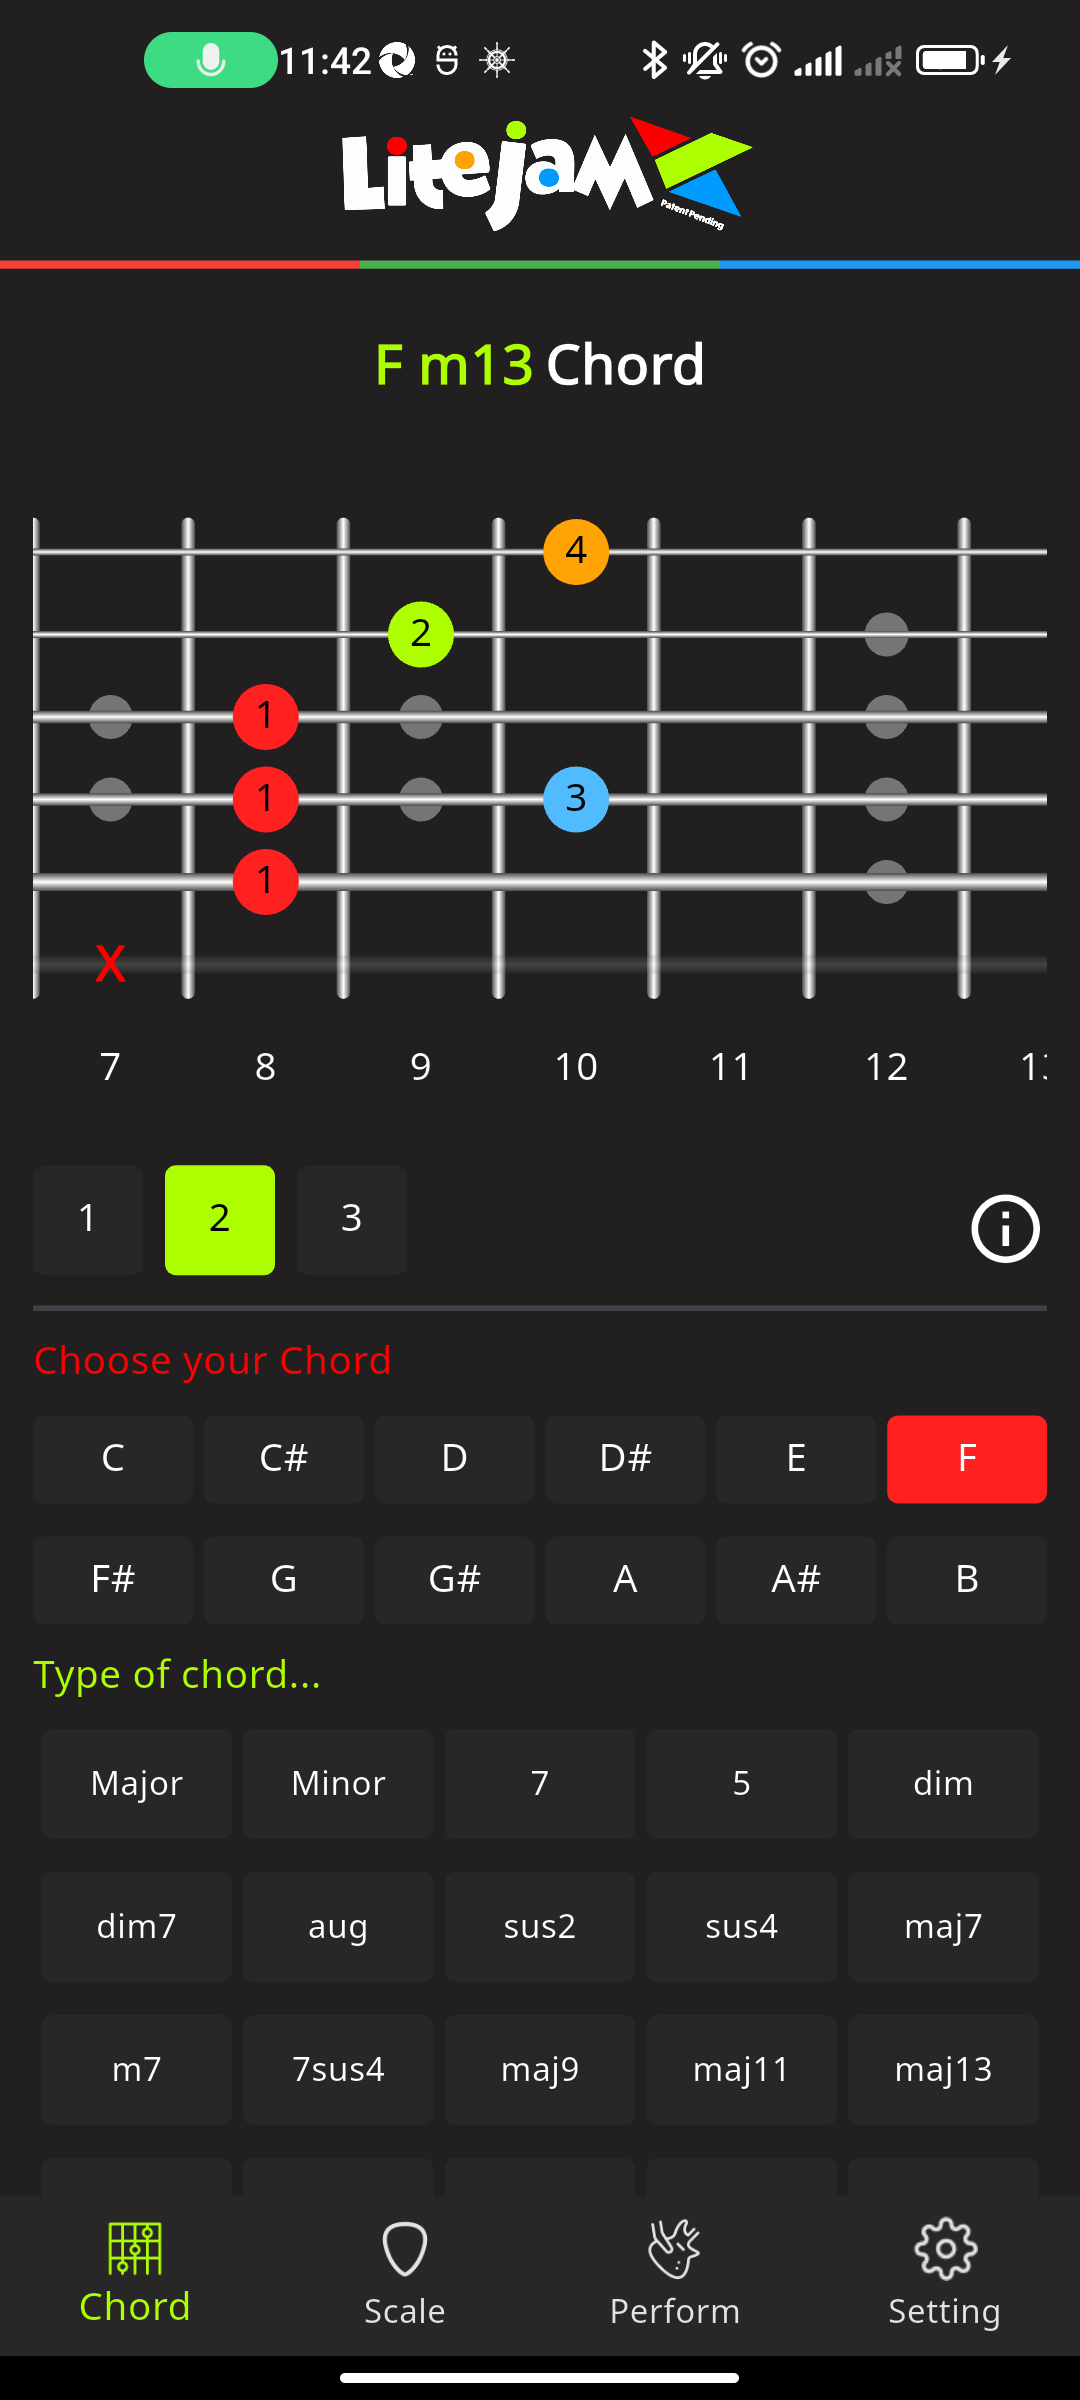 11:42
LiteJam
Patent Pending
F m13 Chord
4
2
1
1 3
1
X
7 8 9 10 11 12
1 2 3
Choose your Chord
C C# D D# E F
F# G G# A A# B
Type of chord...
Major Minor 7 5 dim
dim7 aug sus2 sus4 maj7
m7 7sus4 maj9 maj11 maj13
Chord Scale Perform Setting